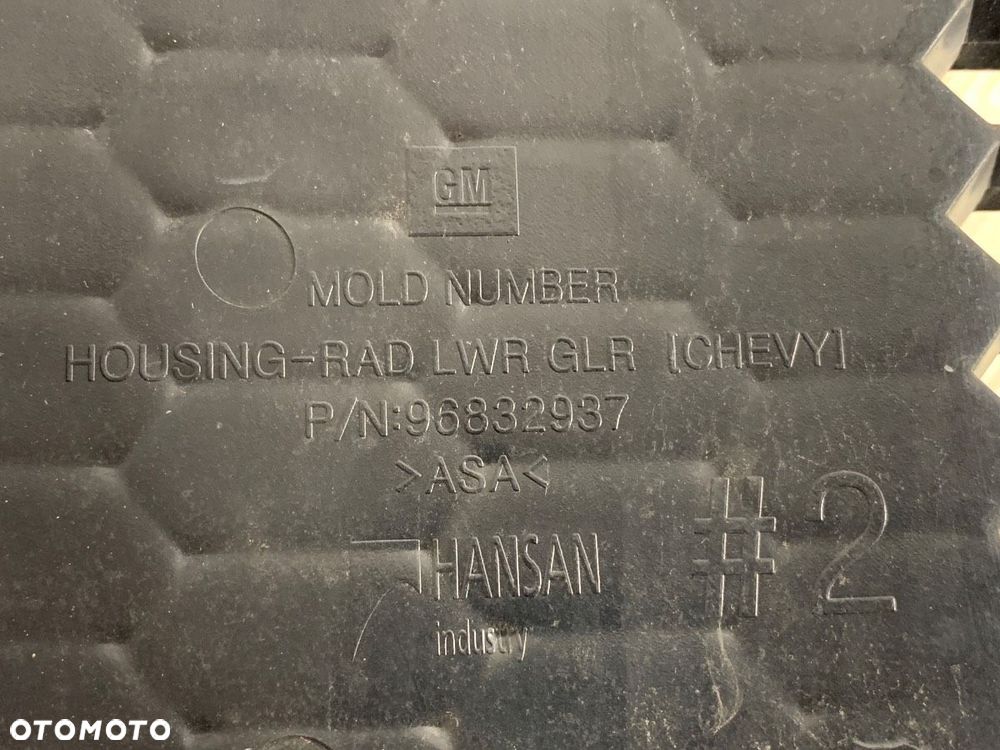 GM
MOLD NUMBER
HOUSING-RAD LWR GLR [CHEVY]
P/N:96832937
>ASA<
HANSAN
industry
#2
OTOMOTO